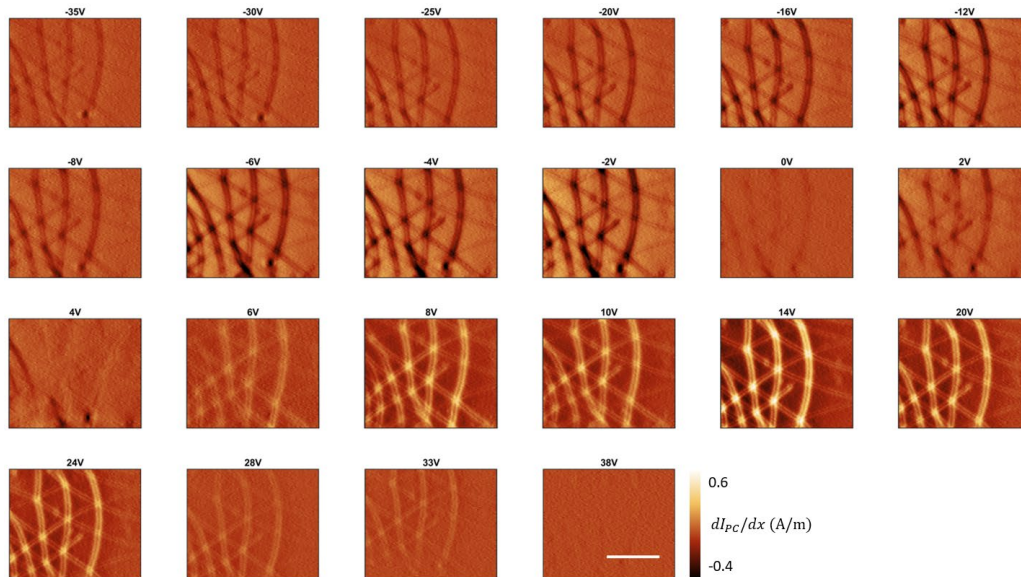 -35V
-30V
-25V
-20V
-16V
-12V
-8V
-6V
-4V
-2V
0V
2V
4V
6V
8V
10V
14V
20V
24V
28V
33V
38V
0.6
dI_PC/dx (A/m)
-0.4